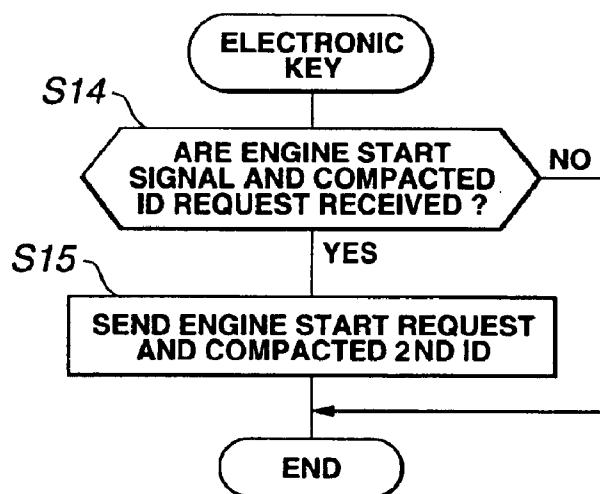 ELECTRONIC
KEY
S14
ARE ENGINE START
SIGNAL AND COMPACTED
ID REQUEST RECEIVED ?
NO
YES
S15
SEND ENGINE START REQUEST
AND COMPACTED 2ND ID
END